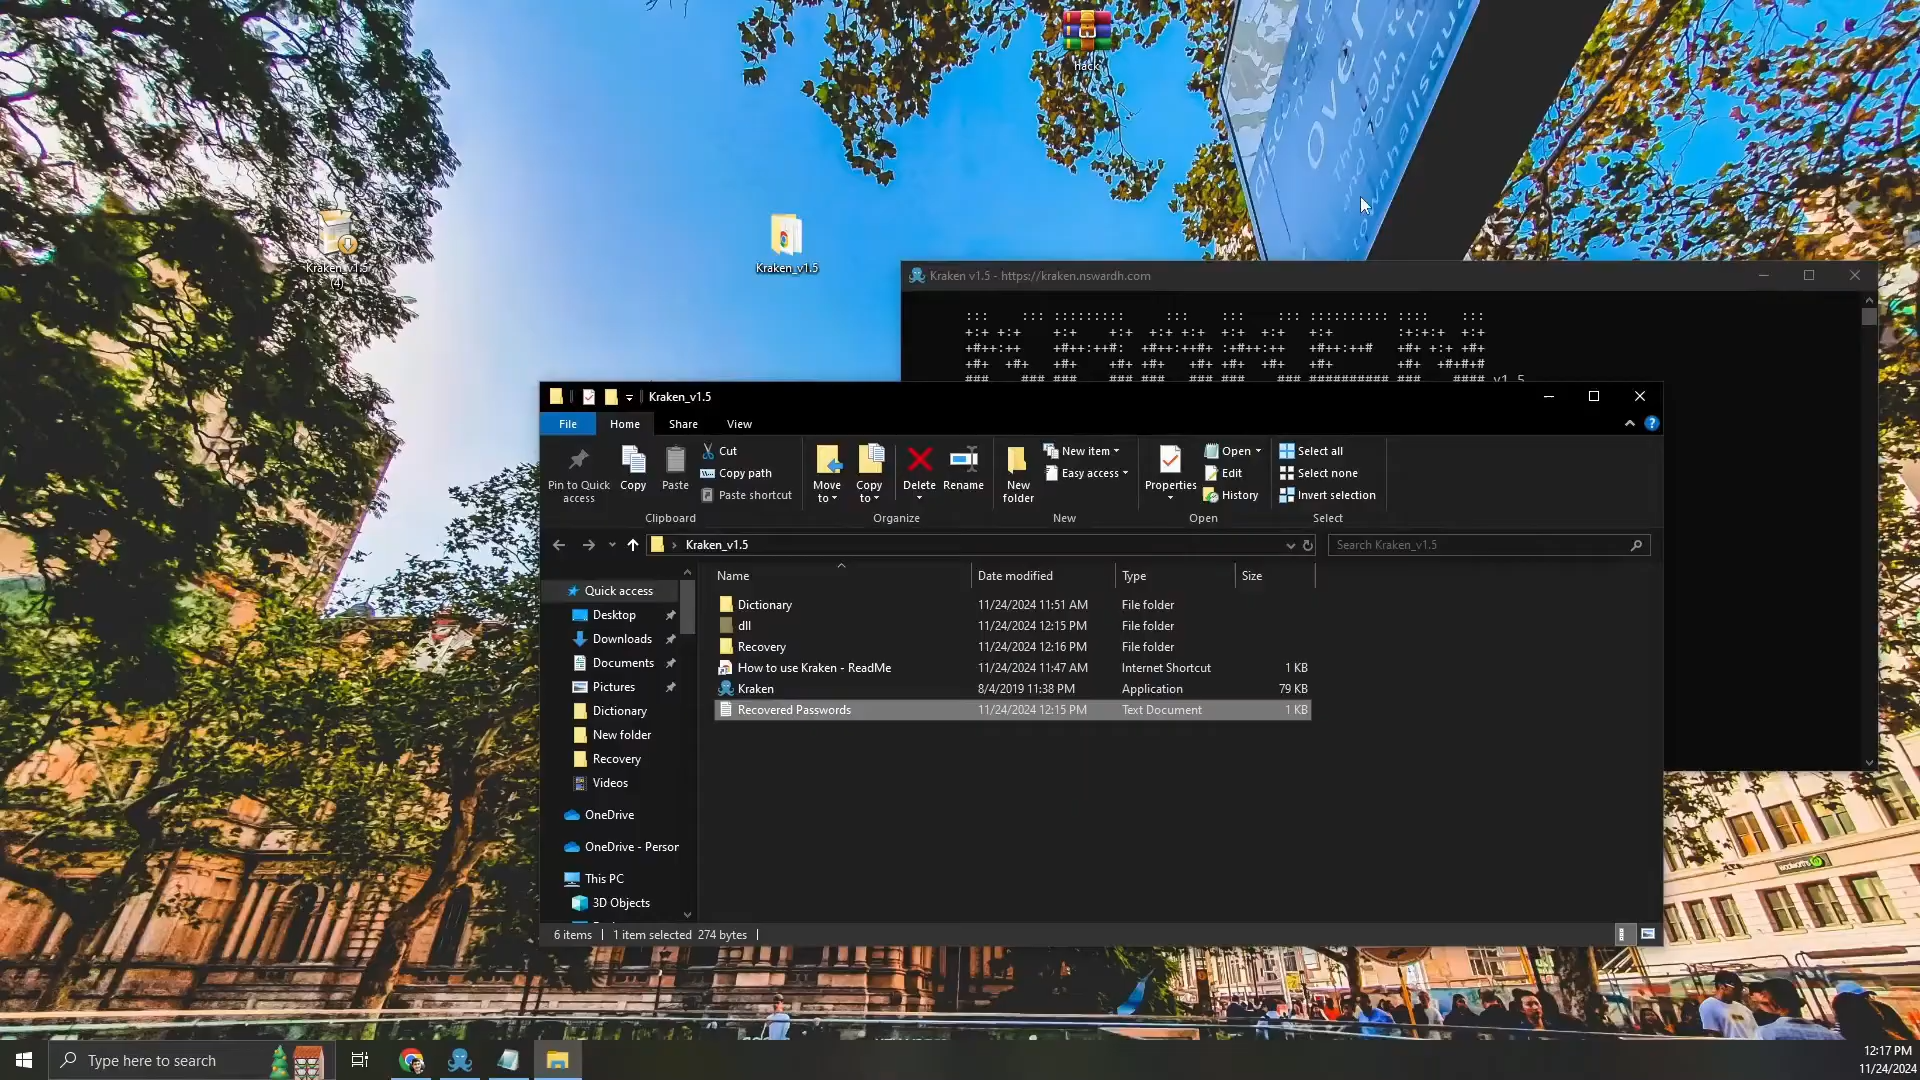 hack
Kraken_v1.5
(4)
Kraken_v1.5
Kraken v1.5 - https://kraken.nswardh.com
v1.5
Kraken_v1.5
File
Home
Share
View
Pin to Quick access
Copy
Paste
Cut
Copy path
Paste shortcut
Clipboard
Move to
Copy to
Delete
Rename
Organize
New folder
New item
Easy access
New
Properties
Open
Edit
History
Open
Select all
Select none
Invert selection
Select
Kraken_v1.5
Search Kraken_v1.5
Name Date modified Type Size
Quick access
Desktop
Downloads
Documents
Pictures
Dictionary
New folder
Recovery
Videos
OneDrive
OneDrive - Person
This PC
3D Objects
Dictionary 11/24/2024 11:51 AM File folder
dll 11/24/2024 12:15 PM File folder
Recovery 11/24/2024 12:16 PM File folder
How to use Kraken - ReadMe 11/24/2024 11:47 AM Internet Shortcut 1 KB
Kraken 8/4/2019 11:38 PM Application 79 KB
Recovered Passwords 11/24/2024 12:15 PM Text Document 1 KB
6 items 1 item selected 274 bytes
woolworths
Type here to search
12:17 PM
11/24/2024